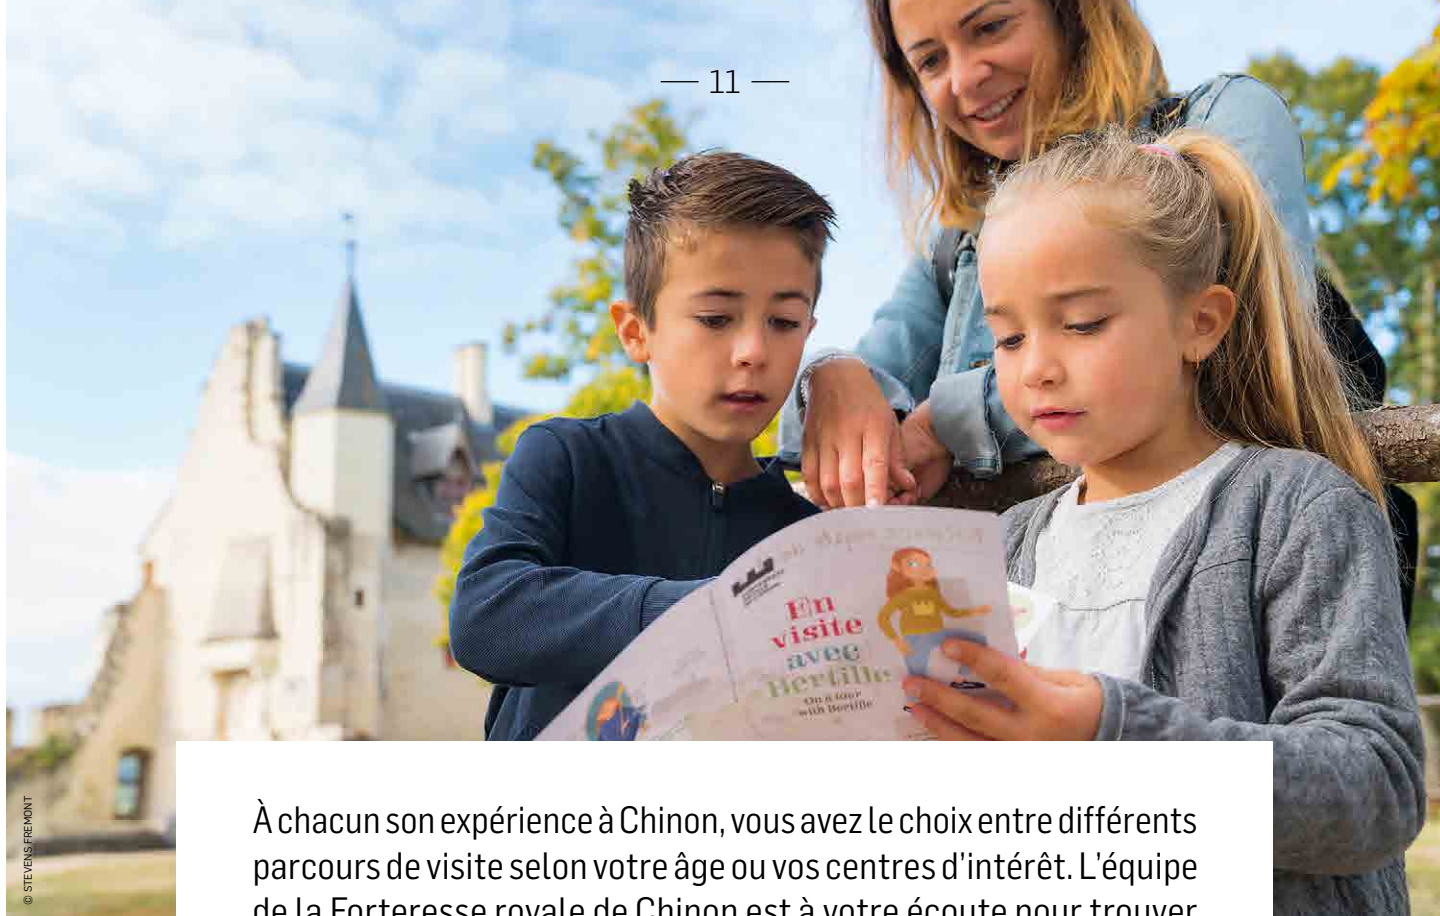 — 11 —
En
visite
avec
Bertille
On a tour
with Bertille
© STEVENS FREMONT
À chacun son expérience à Chinon, vous avez le choix entre différents
parcours de visite selon votre âge ou vos centres d’intérêt. L’équipe
de la Forteresse royale de Chinon est à votre écoute pour trouver